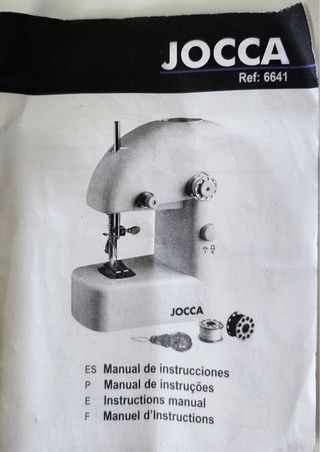 JOCCA
Ref: 6641
JOCCA
ES Manual de instrucciones
P Manual de instruções
E Instructions manual
F Manuel d'Instructions